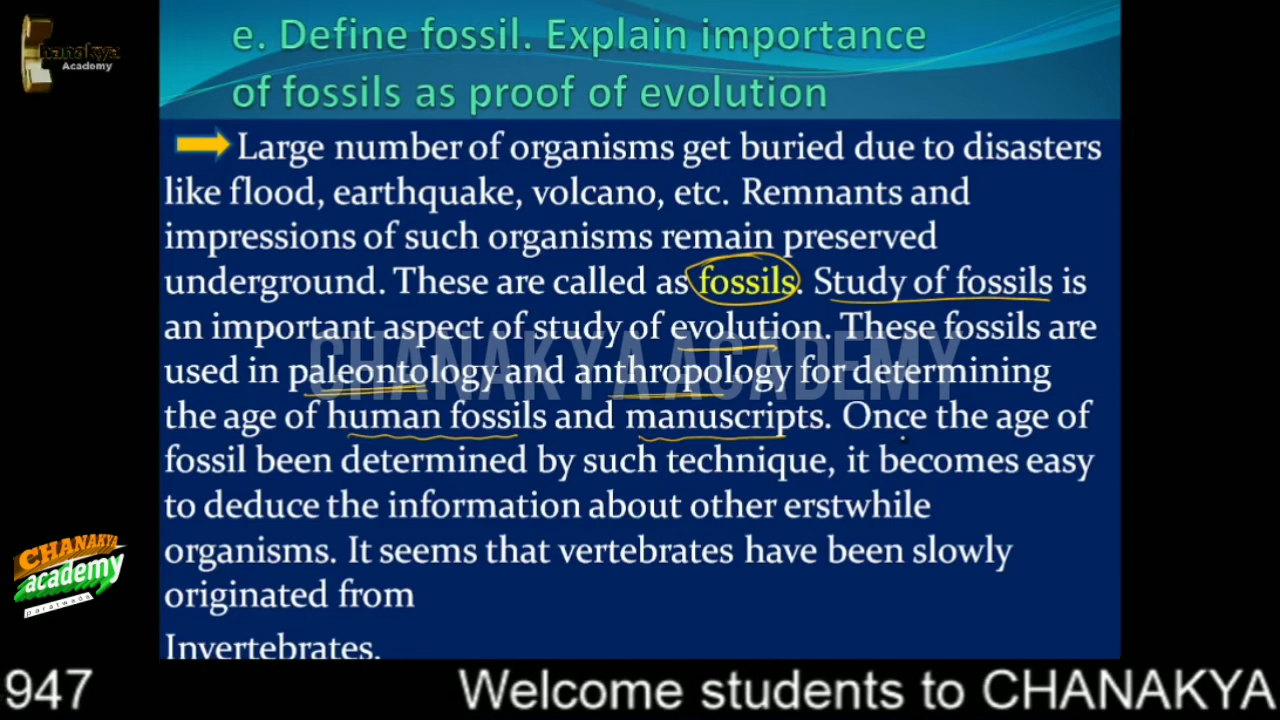 hanakya
Academy
e. Define fossil. Explain importance
of fossils as proof of evolution
Large number of organisms get buried due to disasters
like flood, earthquake, volcano, etc. Remnants and
impressions of such organisms remain preserved
underground. These are called as fossils. Study of fossils is
an important aspect of study of evolution. These fossils are
CHANAKYA ACADEMY
used in paleontology and anthropology for determining
the age of human fossils and manuscripts. Once the age of
fossil been determined by such technique, it becomes easy
to deduce the information about other erstwhile
organisms. It seems that vertebrates have been slowly
originated from
Invertebrates.
CHANAKYA
academy
paratwada
947 Welcome students to CHANAKYA